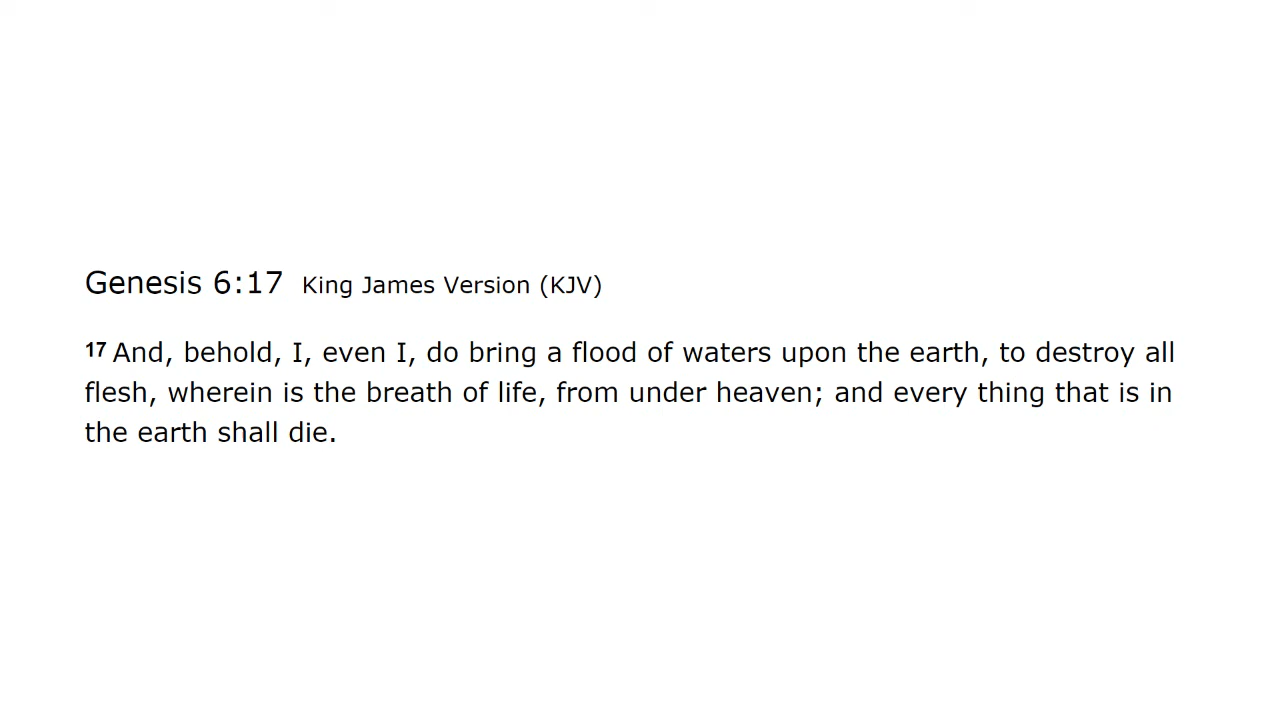 Genesis 6:17 King James Version (KJV)
17 And, behold, I, even I, do bring a flood of waters upon the earth, to destroy all
flesh, wherein is the breath of life, from under heaven; and every thing that is in
the earth shall die.